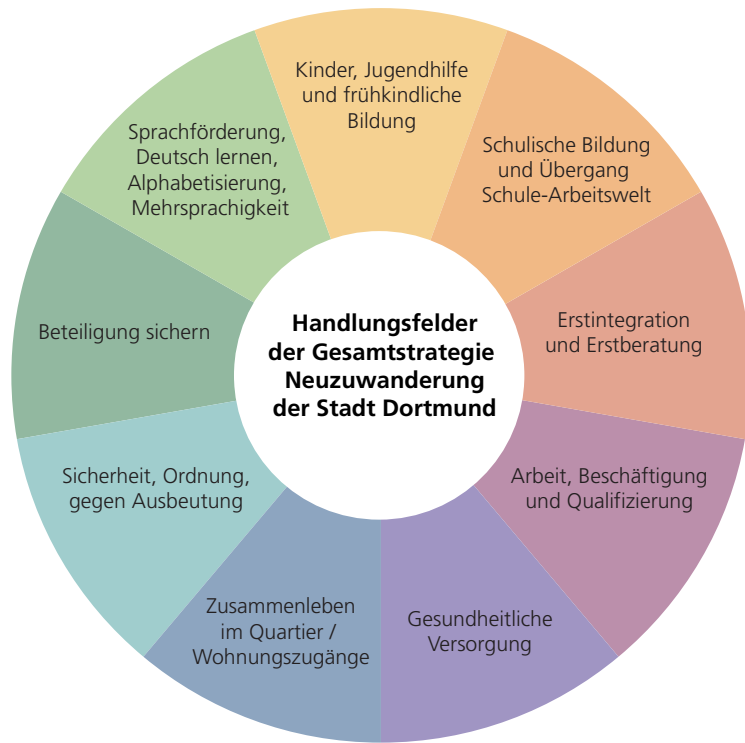 Kinder, Jugendhilfe
und frühkindliche
Bildung
Schulische Bildung
und Übergang
Schule-Arbeitswelt
Erstintegration
und Erstberatung
Arbeit, Beschäftigung
und Qualifizierung
Gesundheitliche
Versorgung
Zusammenleben
im Quartier /
Wohnungszugänge
Sicherheit, Ordnung,
gegen Ausbeutung
Beteiligung sichern
Sprachförderung,
Deutsch lernen,
Alphabetisierung,
Mehrsprachigkeit
Handlungsfelder
der Gesamtstrategie
Neuzuwanderung
der Stadt Dortmund